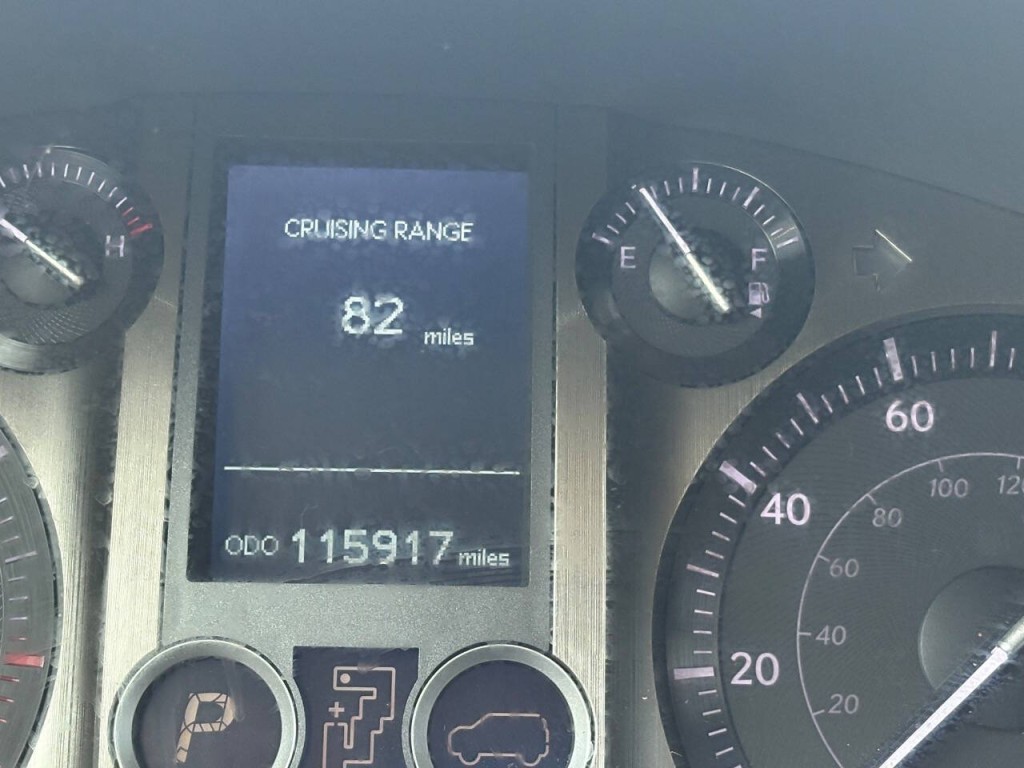 CRUISING RANGE
82 miles
ODO 115917 miles
H
E
F
P
+
20
40
60
20
40
60
80
100